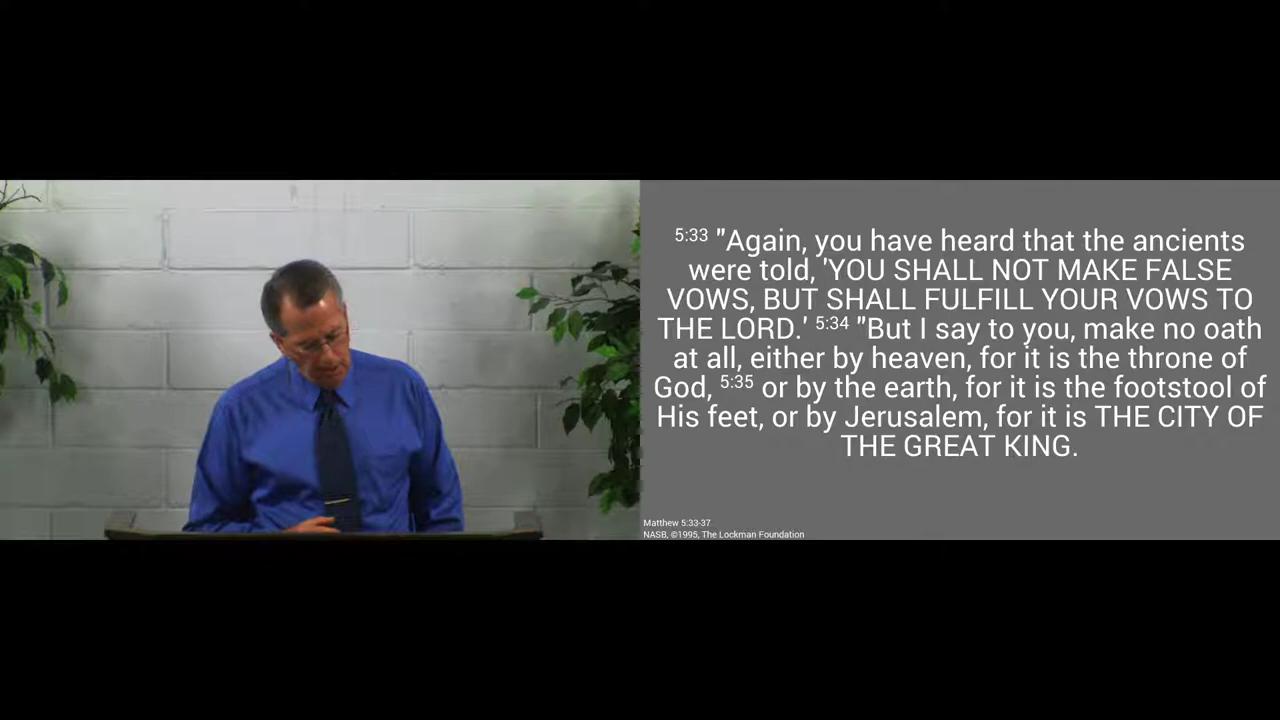 5:33 "Again, you have heard that the ancients
were told, 'YOU SHALL NOT MAKE FALSE
VOWS, BUT SHALL FULFILL YOUR VOWS TO
THE LORD.' 5:34 "But I say to you, make no oath
at all, either by heaven, for it is the throne of
God, 5:35 or by the earth, for it is the footstool of
His feet, or by Jerusalem, for it is THE CITY OF
THE GREAT KING.
Matthew 5:33-37
NASB, ©1995, The Lockman Foundation